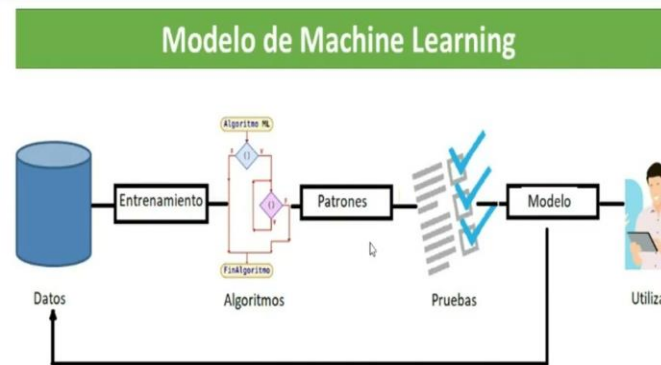 Modelo de Machine Learning
Algoritmo ML
Entrenamiento
Patrones
Modelo
FinAlgoritmo
Datos
Algoritmos
Pruebas